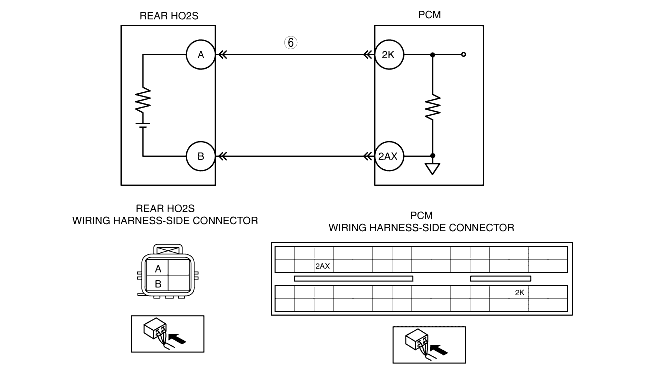 REAR HO2S
PCM
6
A
2K
B
2AX
REAR HO2S
WIRING HARNESS-SIDE CONNECTOR
PCM
WIRING HARNESS-SIDE CONNECTOR
A
B
2AX
2K